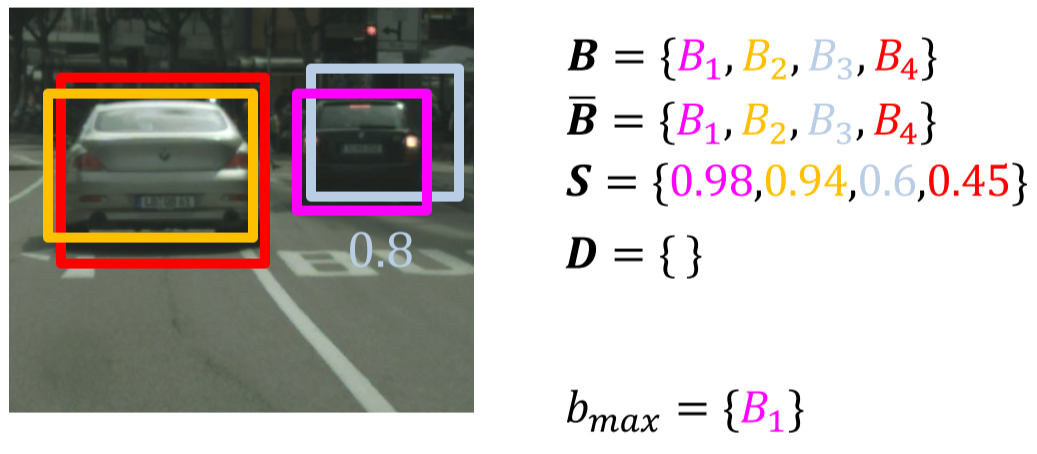 B = {B₁, B₂, B₃, B₄}
B̅ = {B₁, B₂, B₃, B₄}
S = {0.98,0.94,0.6,0.45}
D = { }
0.8
b_max = {B₁}